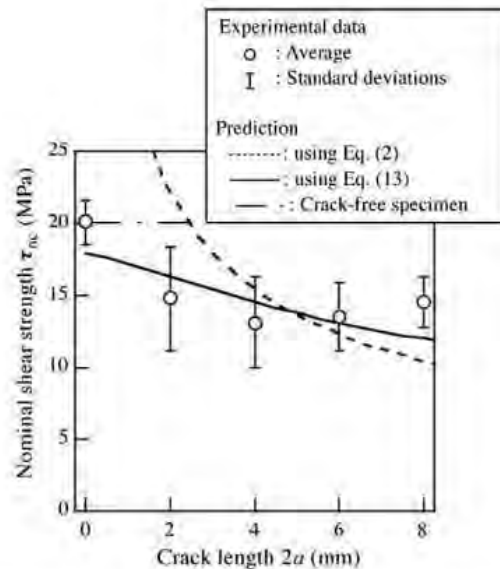 Experimental data
: Average
: Standard deviations
Prediction
: using Eq. (2)
: using Eq. (13)
: Crack-free specimen
Nominal shear strength τnc (MPa)
25
20
15
10
5
0
0 2 4 6 8
Crack length 2a (mm)